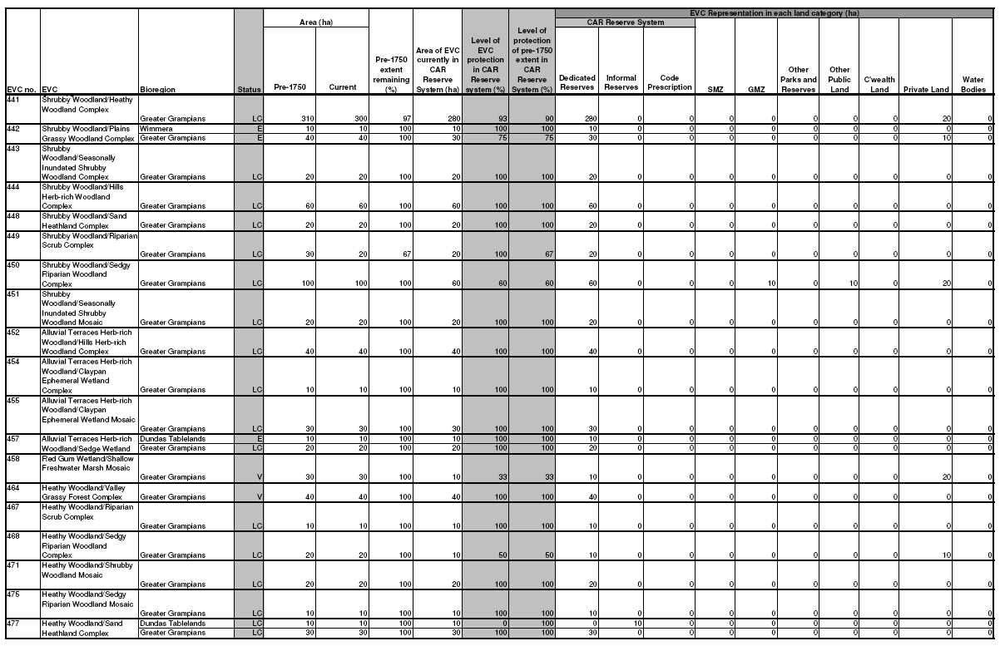 EVC Representation in each land category (ha)
Area (ha) CAR Reserve System
EVC no. EVC Bioregion Status Pre-1750 Current Pre-1750 extent remaining (%) Area of EVC currently in CAR Reserve System (ha) Level of EVC protection in CAR Reserve system (%) Level of protection of pre-1750 extent in CAR Reserve System (%) Dedicated Reserves Informal Reserves Code Prescription SMZ GMZ Other Parks and Reserves Other Public Land C'wealth Land Private Land Water Bodies
441 Shrubby Woodland/Heathy
Woodland Complex
Greater Grampians LC 310 300 97 280 93 90 280 0 0 0 0 0 0 0 20 0
442 Shrubby Woodland/Plains Wimmera E 10 10 100 10 100 100 10 0 0 0 0 0 0 0 0 0
Grassy Woodland Complex Greater Grampians E 40 40 100 30 75 75 30 0 0 0 0 0 0 0 10 0
443 Shrubby
Woodland/Seasonally
Inundated Shrubby
Woodland Complex Greater Grampians LC 20 20 100 20 100 100 20 0 0 0 0 0 0 0 0 0
444 Shrubby Woodland/Hills
Herb-rich Woodland
Complex Greater Grampians LC 60 60 100 60 100 100 60 0 0 0 0 0 0 0 0 0
448 Shrubby Woodland/Sand
Heathland Complex Greater Grampians LC 20 20 100 20 100 100 20 0 0 0 0 0 0 0 0 0
449 Shrubby Woodland/Riparian
Scrub Complex
Greater Grampians LC 30 20 67 20 100 67 20 0 0 0 0 0 0 0 0 0
450 Shrubby Woodland/Sedgy
Riparian Woodland
Complex Greater Grampians LC 100 100 100 60 60 60 60 0 0 0 10 0 10 0 20 0
451 Shrubby
Woodland/Seasonally
Inundated Shrubby
Woodland Mosaic Greater Grampians LC 20 20 100 20 100 100 20 0 0 0 0 0 0 0 0 0
452 Alluvial Terraces Herb-rich
Woodland/Hills Herb-rich
Woodland Complex Greater Grampians LC 40 40 100 40 100 100 40 0 0 0 0 0 0 0 0 0
454 Alluvial Terraces Herb-rich
Woodland/Claypan
Ephemeral Wetland
Complex Greater Grampians LC 10 10 100 10 100 100 10 0 0 0 0 0 0 0 0 0
455 Alluvial Terraces Herb-rich
Woodland/Claypan
Ephemeral Wetland Mosaic
Greater Grampians LC 30 30 100 30 100 100 30 0 0 0 0 0 0 0 0 0
457 Alluvial Terraces Herb-rich Dundas Tablelands E 10 10 100 10 100 100 10 0 0 0 0 0 0 0 0 0
Woodland/Sedge Wetland Greater Grampians LC 20 20 100 20 100 100 20 0 0 0 0 0 0 0 0 0
458 Red Gum Wetland/Shallow
Freshwater Marsh Mosaic
Greater Grampians V 30 30 100 10 33 33 10 0 0 0 0 0 0 0 20 0
464 Heathy Woodland/Valley
Grassy Forest Complex Greater Grampians V 40 40 100 40 100 100 40 0 0 0 0 0 0 0 0 0
467 Heathy Woodland/Riparian
Scrub Complex
Greater Grampians LC 10 10 100 10 100 100 10 0 0 0 0 0 0 0 0 0
468 Heathy Woodland/Sedgy
Riparian Woodland
Complex Greater Grampians LC 20 20 100 10 50 50 10 0 0 0 0 0 0 0 10 0
471 Heathy Woodland/Shrubby
Woodland Mosaic
Greater Grampians LC 20 20 100 20 100 100 20 0 0 0 0 0 0 0 0 0
475 Heathy Woodland/Sedgy
Riparian Woodland Mosaic
Greater Grampians LC 10 10 100 10 100 100 10 0 0 0 0 0 0 0 0 0
477 Heathy Woodland/Sand Dundas Tablelands LC 10 10 100 10 0 100 0 10 0 0 0 0 0 0 0 0
Heathland Complex Greater Grampians LC 30 30 100 30 100 100 30 0 0 0 0 0 0 0 0 0